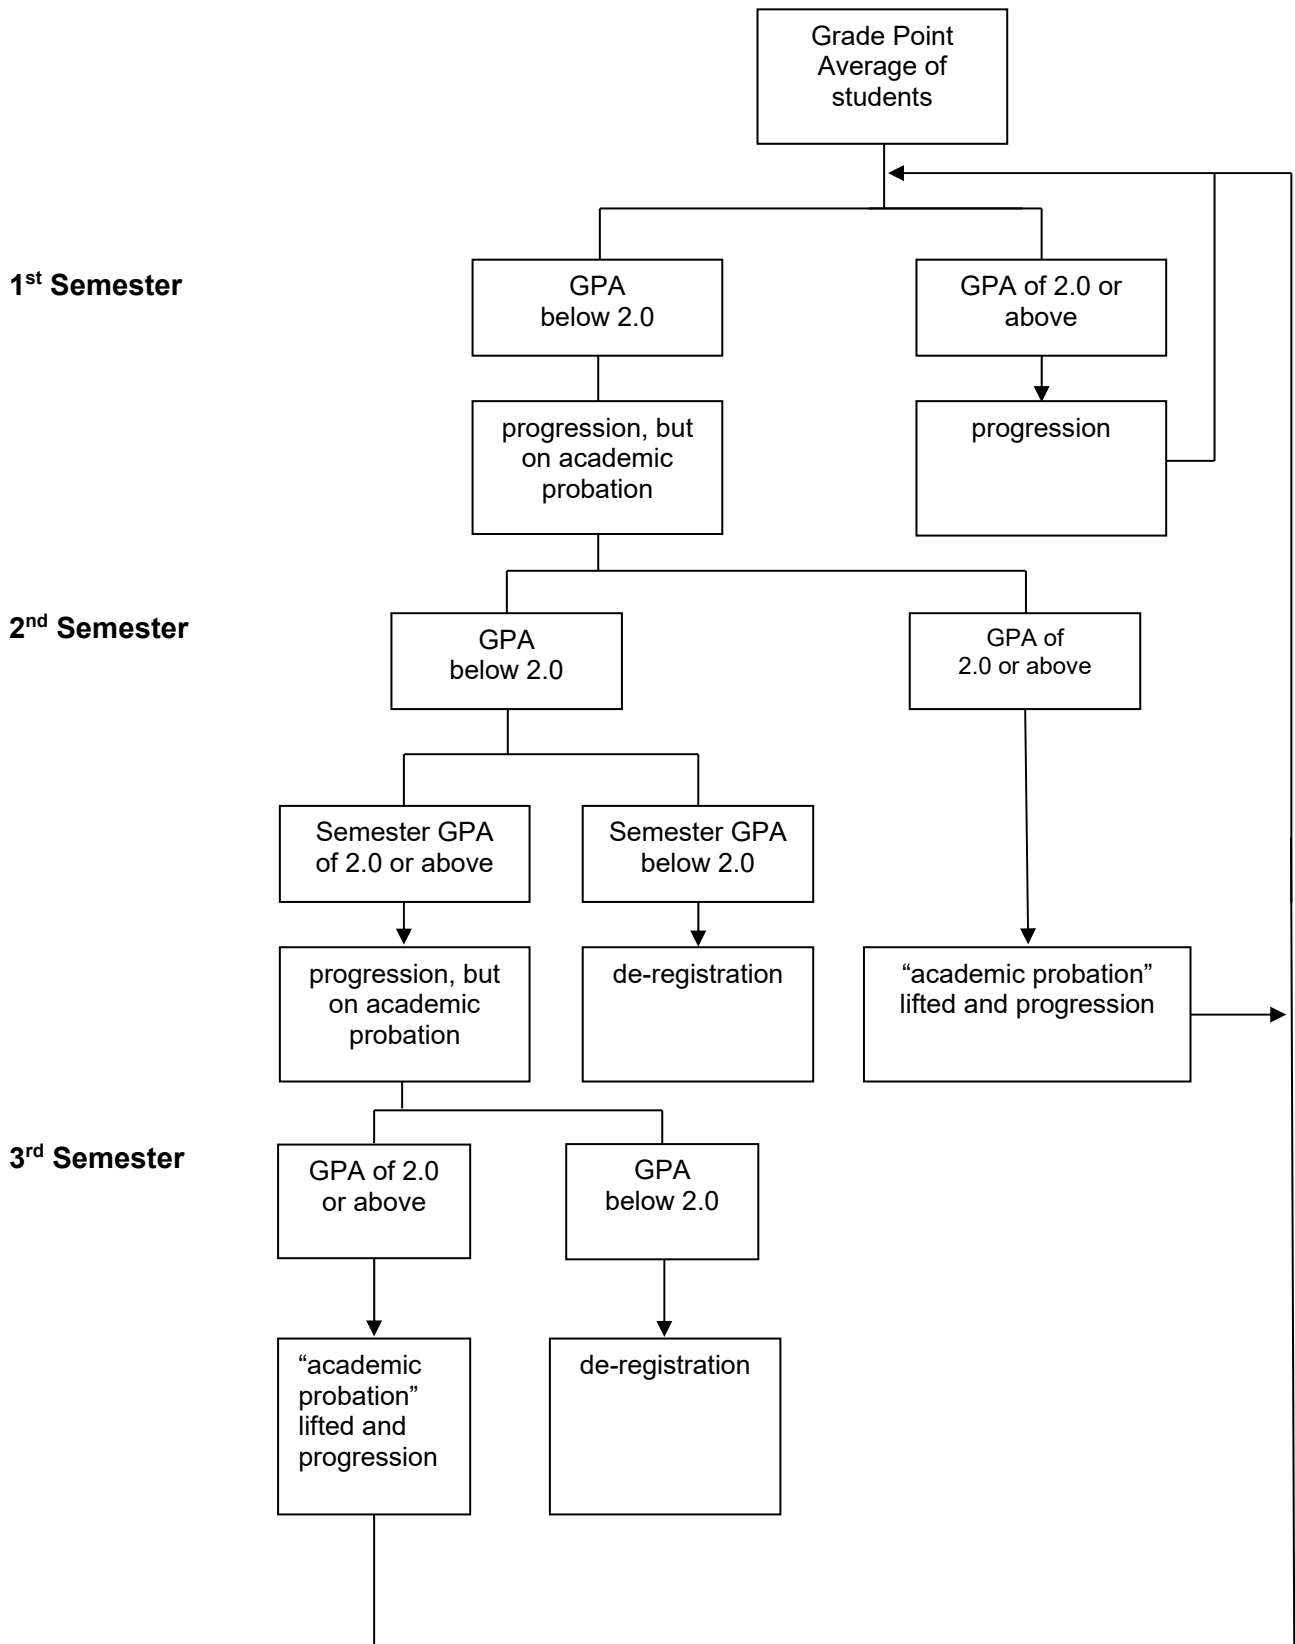 Grade Point
Average of
students
1st Semester
GPA
below 2.0
GPA of 2.0 or
above
progression, but
on academic
probation
progression
2nd Semester
GPA
below 2.0
GPA of
2.0 or above
Semester GPA
of 2.0 or above
Semester GPA
below 2.0
progression, but
on academic
probation
de-registration
“academic probation”
lifted and progression
3rd Semester
GPA of 2.0
or above
GPA
below 2.0
“academic
probation”
lifted and
progression
de-registration